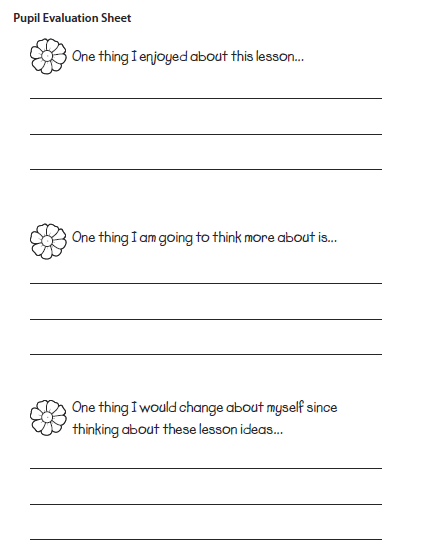 Pupil Evaluation Sheet
One thing I enjoyed about this lesson...
One thing I am going to think more about is...
One thing I would change about myself since
thinking about these lesson ideas...